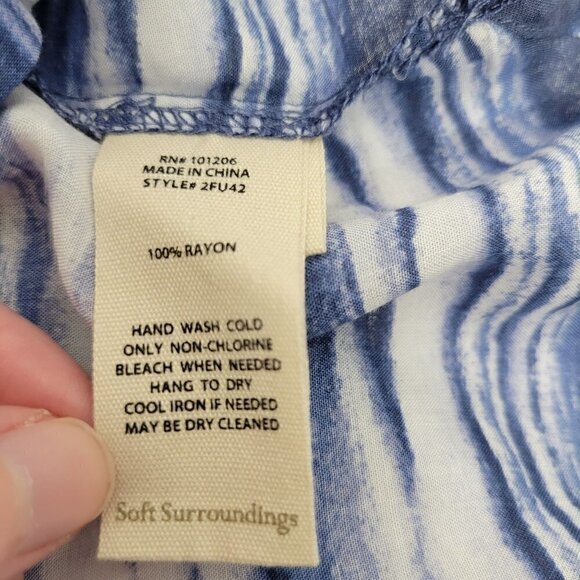 RN# 101206
MADE IN CHINA
STYLE# 2FU42
100% RAYON
HAND WASH COLD
ONLY NON-CHLORINE
BLEACH WHEN NEEDED
HANG TO DRY
COOL IRON IF NEEDED
MAY BE DRY CLEANED
Soft Surroundings